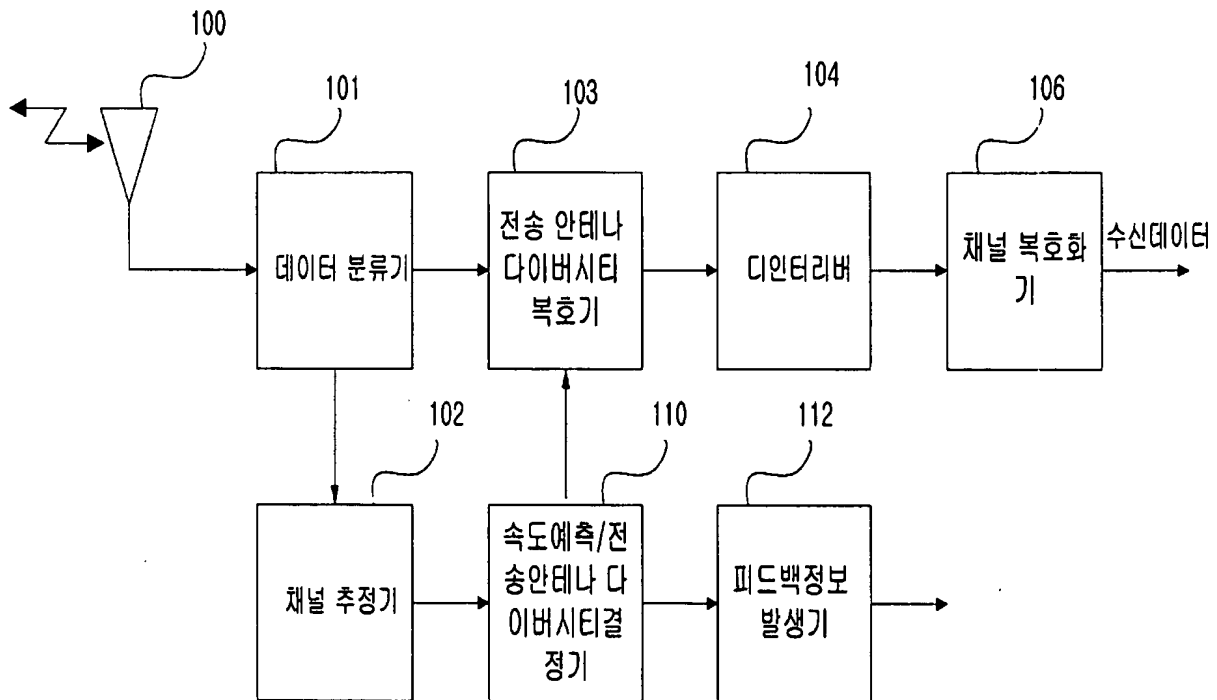 100
101
103
104
106
데이터 분류기
전송 안테나
다이버시티
복호기
디인터리버
채널 복호화
기
수신데이터
102
110
112
채널 추정기
속도예측/전
송안테나 다
이버시티결
정기
피드백정보
발생기